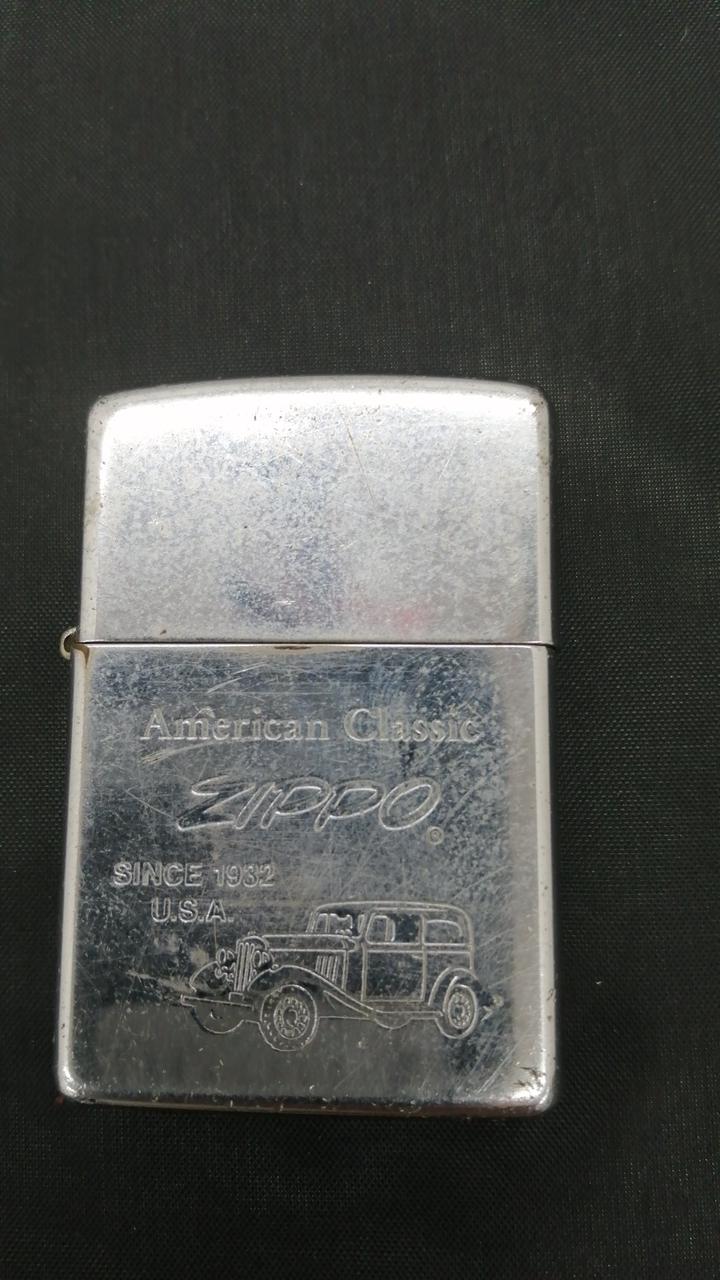 American Classic
ZIPPO®
SINCE 1932
U.S.A.